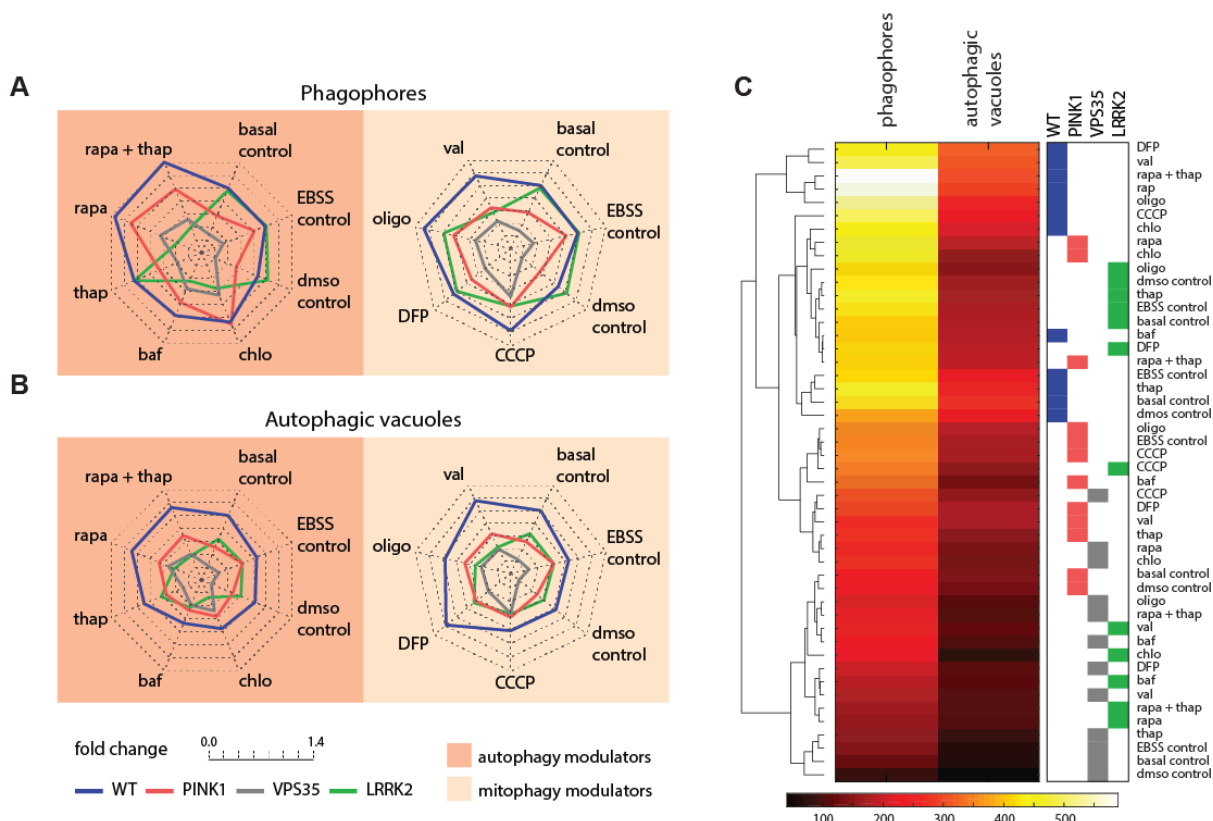 A
Phagophores
rapa + thap
basal
control
EBSS
control
dmso
control
chlo
baf
thap
rapa
val
basal
control
EBSS
control
dmso
control
CCCP
DFP
oligo
B
Autophagic vacuoles
rapa + thap
basal
control
EBSS
control
dmso
control
chlo
baf
thap
rapa
val
basal
control
EBSS
control
dmso
control
CCCP
DFP
oligo
fold change
0.0 1.4
WT PINK1 VPS35 LRRK2
autophagy modulators
mitophagy modulators
C
phagophores
autophagic
vacuoles
WT
PINK1
VPS35
LRRK2
DFP
val
rapa + thap
rap
oligo
CCCP
chlo
rapa
chlo
oligo
dmso control
thap
EBSS control
basal control
baf
DFP
rapa + thap
EBSS control
thap
basal control
dmos control
oligo
EBSS control
CCCP
CCCP
baf
CCCP
DFP
val
thap
rapa
chlo
basal control
dmso control
oligo
rapa + thap
val
baf
chlo
DFP
baf
val
rapa + thap
rapa
thap
EBSS control
basal control
dmso control
100 200 300 400 500